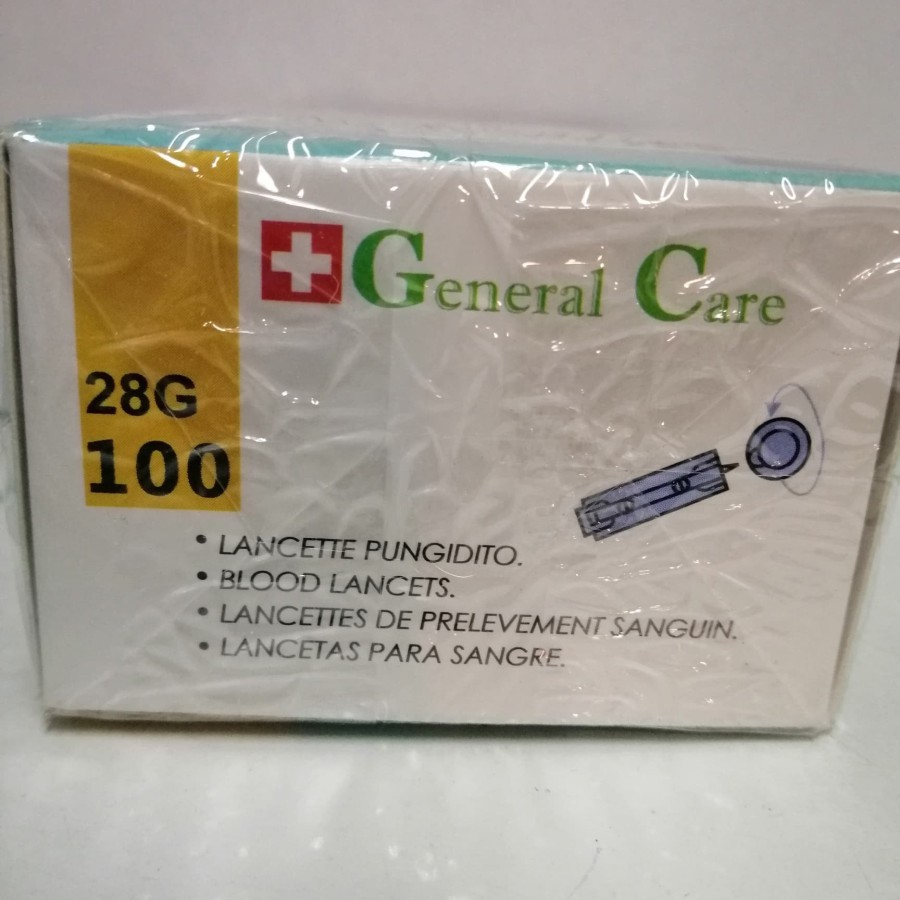 General Care
28G
100
• LANCETTE PUNGIDITO.
• BLOOD LANCETS.
• LANCETTES DE PRELEVEMENT SANGUIN.
• LANCETAS PARA SANGRE.